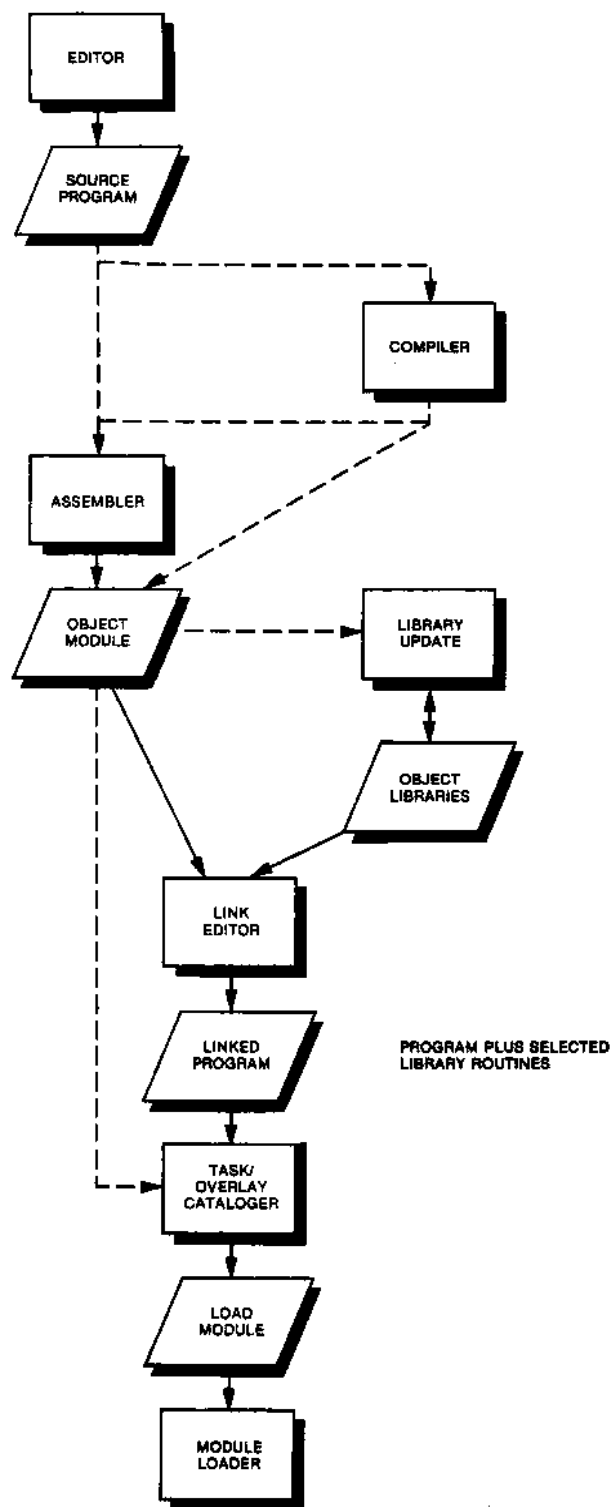 EDITOR
SOURCE
PROGRAM
COMPILER
ASSEMBLER
OBJECT
MODULE
LIBRARY
UPDATE
OBJECT
LIBRARIES
LINK
EDITOR
LINKED
PROGRAM
PROGRAM PLUS SELECTED
LIBRARY ROUTINES
TASK/
OVERLAY
CATALOGER
LOAD
MODULE
MODULE
LOADER